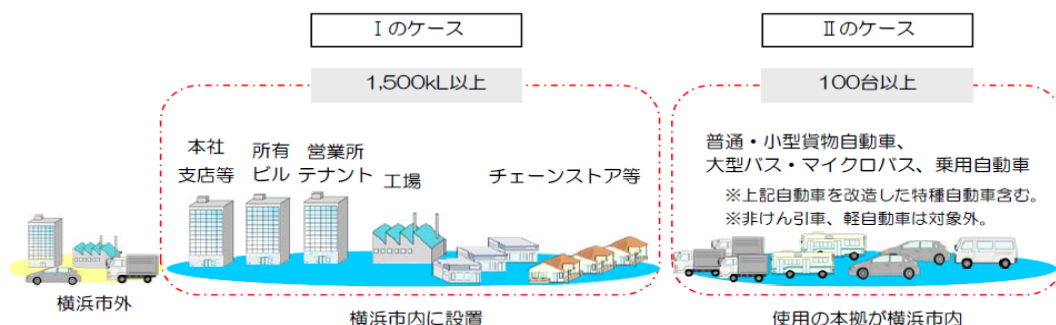 Ⅰのケース
Ⅱのケース
1,500kL以上
100台以上
本社
支店等
所有
ビル
営業所
テナント
工場
チェーンストア等
普通・小型貨物自動車、
大型バス・マイクロバス、乗用自動車
※上記自動車を改造した特種自動車含む。
※非けん引車、軽自動車は対象外。
横浜市外
横浜市内に設置
使用の本拠が横浜市内